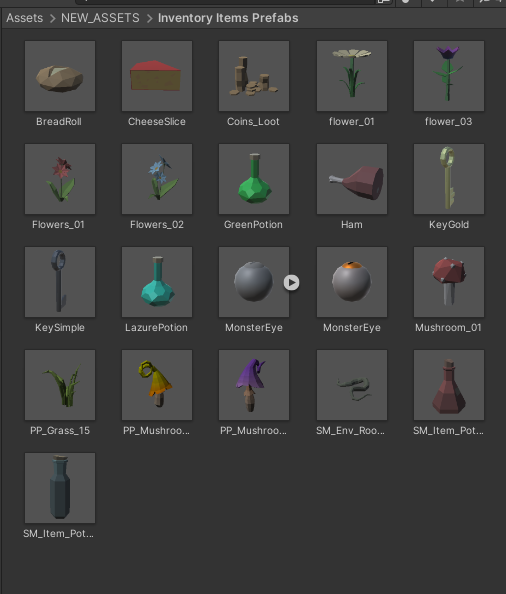 Assets > NEW_ASSETS > Inventory Items Prefabs
BreadRoll CheeseSlice Coins_Loot flower_01 flower_03
Flowers_01 Flowers_02 GreenPotion Ham KeyGold
KeySimple LazurePotion MonsterEye MonsterEye Mushroom_01
PP_Grass_15 PP_Mushroo... PP_Mushroo... SM_Env_Roo... SM_Item_Pot...
SM_Item_Pot...